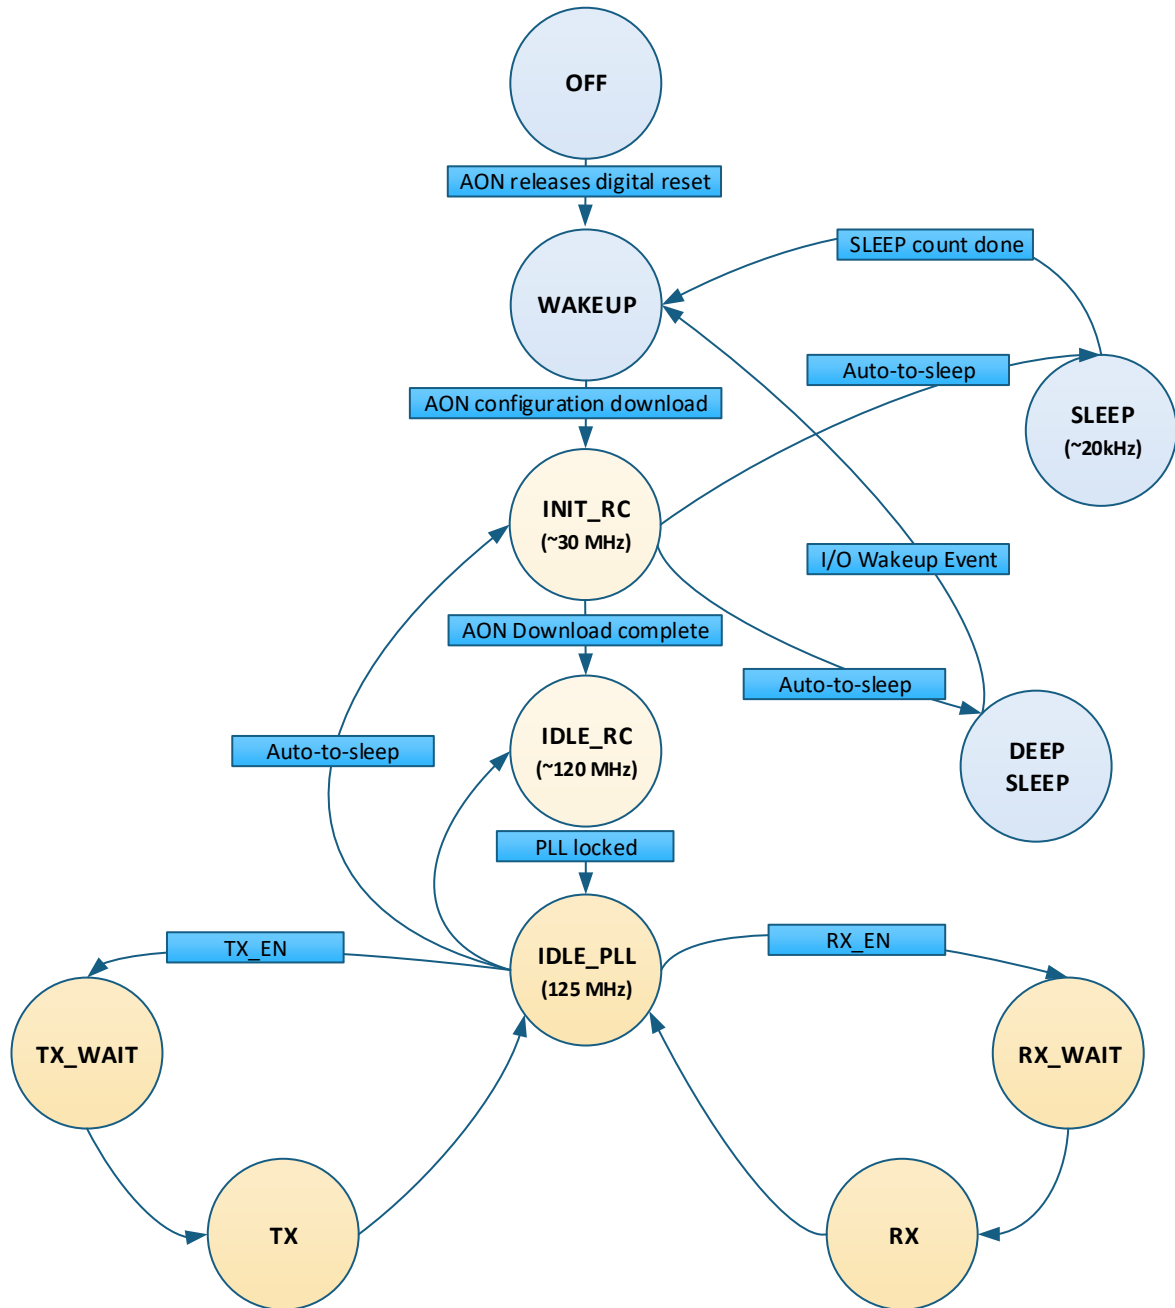 OFF
AON releases digital reset
SLEEP count done
WAKEUP
Auto-to-sleep
AON configuration download
SLEEP
(~20kHz)
INIT_RC
(~30 MHz)
I/O Wakeup Event
AON Download complete
Auto-to-sleep
Auto-to-sleep
IDLE_RC
(~120 MHz)
DEEP
SLEEP
PLL locked
TX_EN
RX_EN
IDLE_PLL
(125 MHz)
TX_WAIT
RX_WAIT
TX
RX